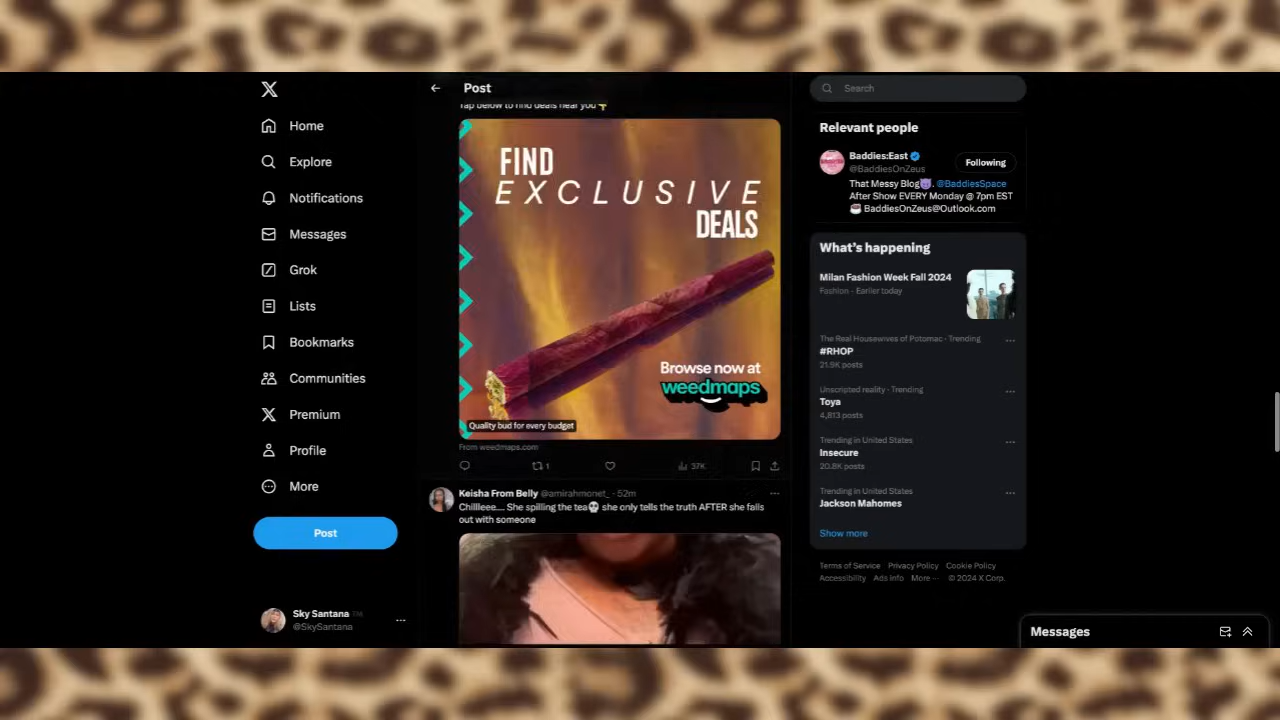 Home
Explore
Notifications
Messages
Grok
Lists
Bookmarks
Communities
Premium
Profile
More
Post
Sky Santana
@SkySantana
Post
Tap below to find deals near you
FIND
EXCLUSIVE
DEALS
Browse now at
weedmaps
Quality bud for every budget
From weedmaps.com
1
37K
Keisha From Belly @amirahmonet_ · 52m
Chillleee.... She spilling the tea💀 she only tells the truth AFTER she falls
out with someone
Search
Relevant people
Baddies:East
@BaddiesOnZeus
Following
That Messy Blog😈. @BaddiesSpace
After Show EVERY Monday @ 7pm EST
BaddiesOnZeus@Outlook.com
What's happening
Milan Fashion Week Fall 2024
Fashion · Earlier today
The Real Housewives of Potomac · Trending
#RHOP
21.9K posts
Unscripted reality · Trending
Toya
4,813 posts
Trending in United States
Insecure
20.8K posts
Trending in United States
Jackson Mahomes
Show more
Terms of Service Privacy Policy Cookie Policy
Accessibility Ads info More ··· © 2024 X Corp.
Messages